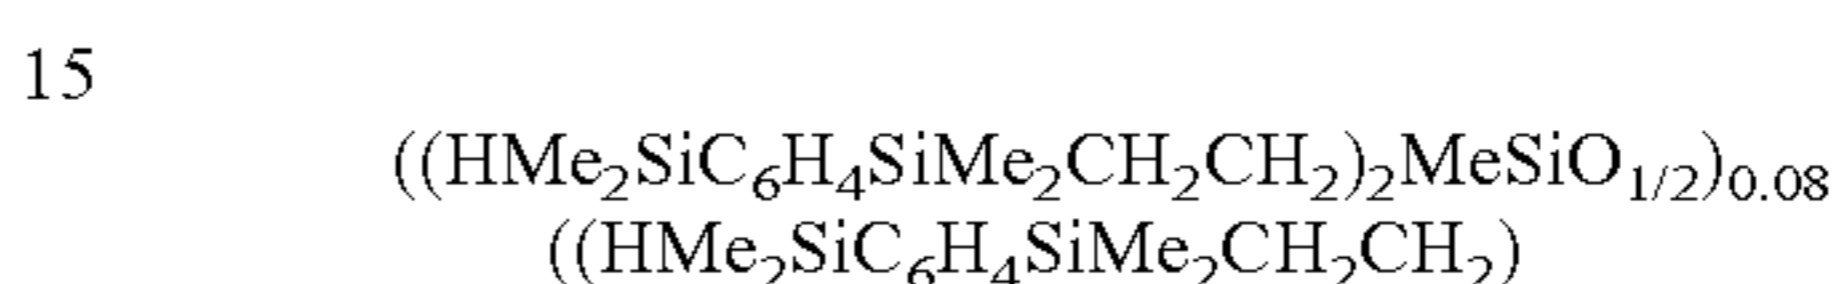 15
((HMe₂SiC₆H₄SiMe₂CH₂CH₂)₂MeSiO₁/₂)₀.₀₈
((HMe₂SiC₆H₄SiMe₂CH₂CH₂)